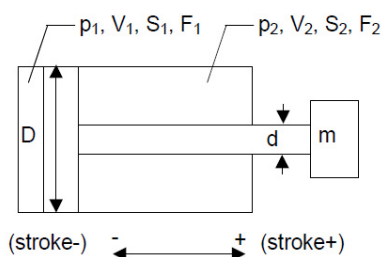 p₁, V₁, S₁, F₁ p₂, V₂, S₂, F₂
D d m
(stroke-) - + (stroke+)